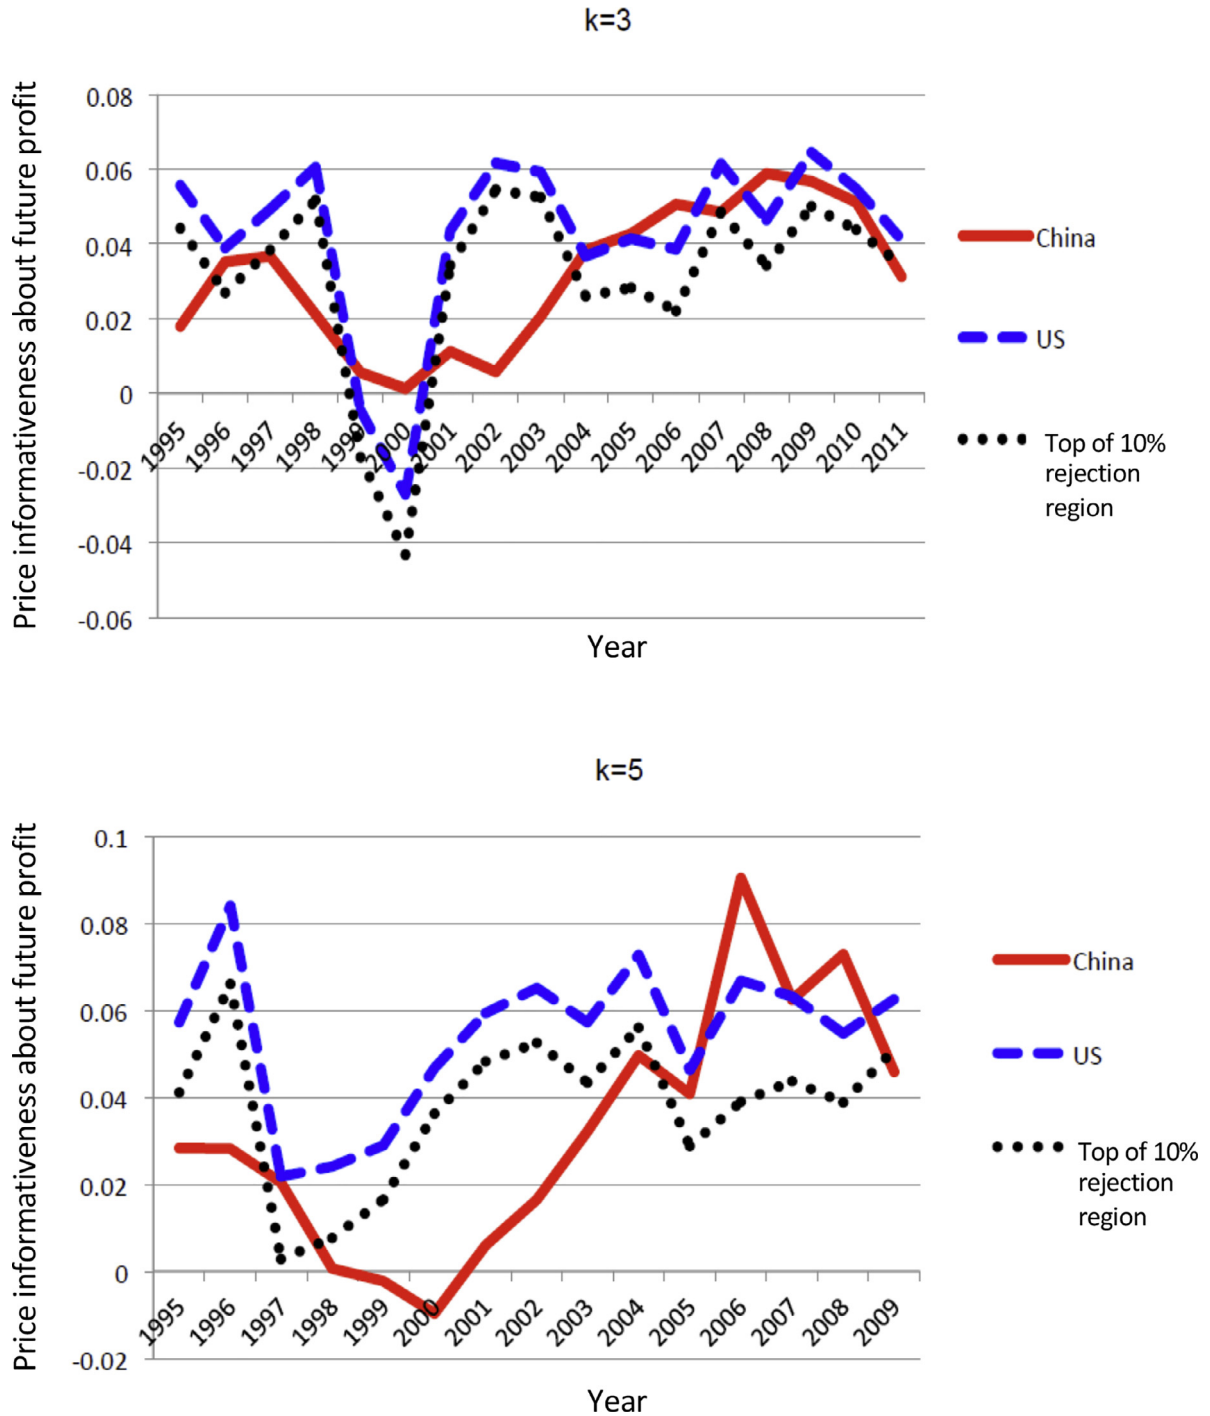 k=3
Price informativeness about future profit
0.08
0.06
0.04
0.02
0
-0.02
-0.04
-0.06
1995
1996
1997
1998
1999
2000
2001
2002
2003
2004
2005
2006
2007
2008
2009
2010
2011
Year
China
US
Top of 10%
rejection
region
k=5
Price informativeness about future profit
0.1
0.08
0.06
0.04
0.02
0
-0.02
1995
1996
1997
1998
1999
2000
2001
2002
2003
2004
2005
2006
2007
2008
2009
Year
China
US
Top of 10%
rejection
region